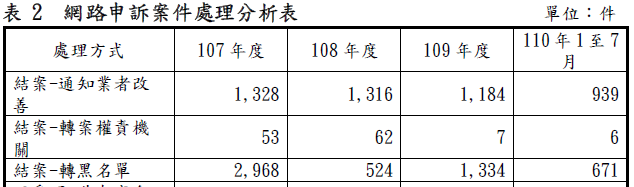 表 2 網路申訴案件處理分析表 單位：件
處理方式 107 年度 108 年度 109 年度 110 年 1 至 7 月
結案-通知業者改善 1,328 1,316 1,184 939
結案-轉案權責機關 53 62 7 6
結案-轉黑名單 2,968 524 1,334 671